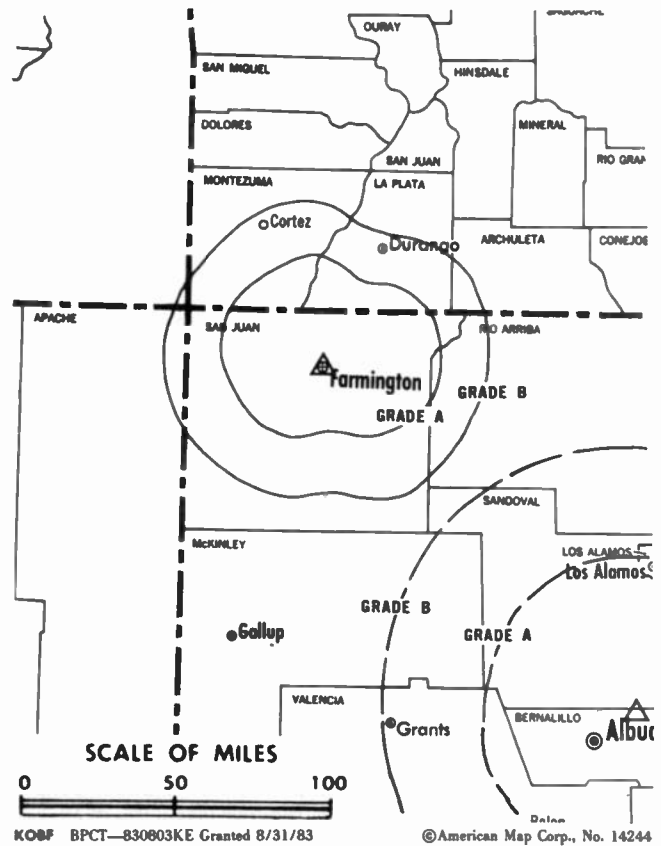 OURAY
SAN MIGUEL
HINSDALE
DOLORES
MINERAL
SAN JUAN
MONTEZUMA
LA PLATA
Cortez
Durango
ARCHULETA
CONEJOS
APACHE
SAN JUAN
RIO ARRIBA
Farmington
GRADE B
GRADE A
SANDOVAL
McKINLEY
LOS ALAMOS
Los Alamos
GRADE B
GRADE A
Gallup
VALENCIA
BERNALILLO
Grants
Albuq
SCALE OF MILES
0 50 100
KOBF BPCT—830803KE Granted 8/31/83 ©American Map Corp., No. 14244